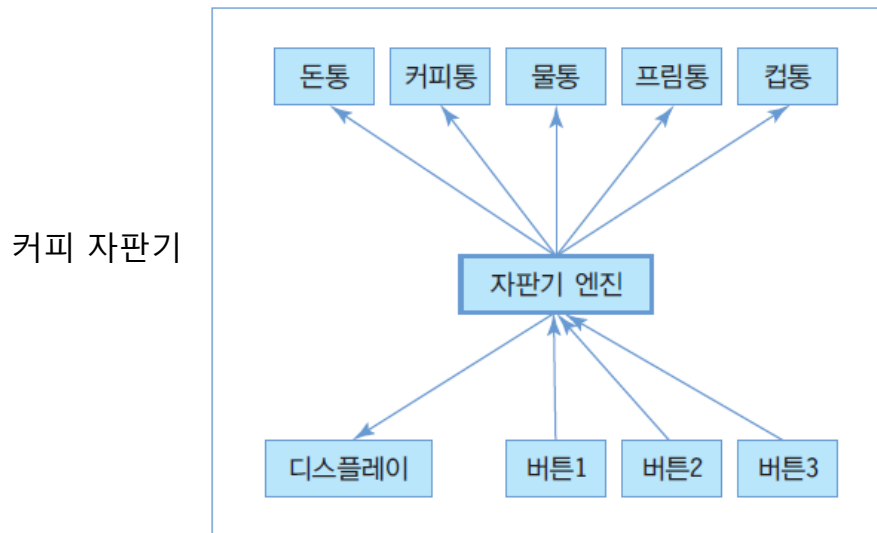 돈통 커피통 물통 프림통 컵통
커피 자판기
자판기 엔진
디스플레이 버튼1 버튼2 버튼3